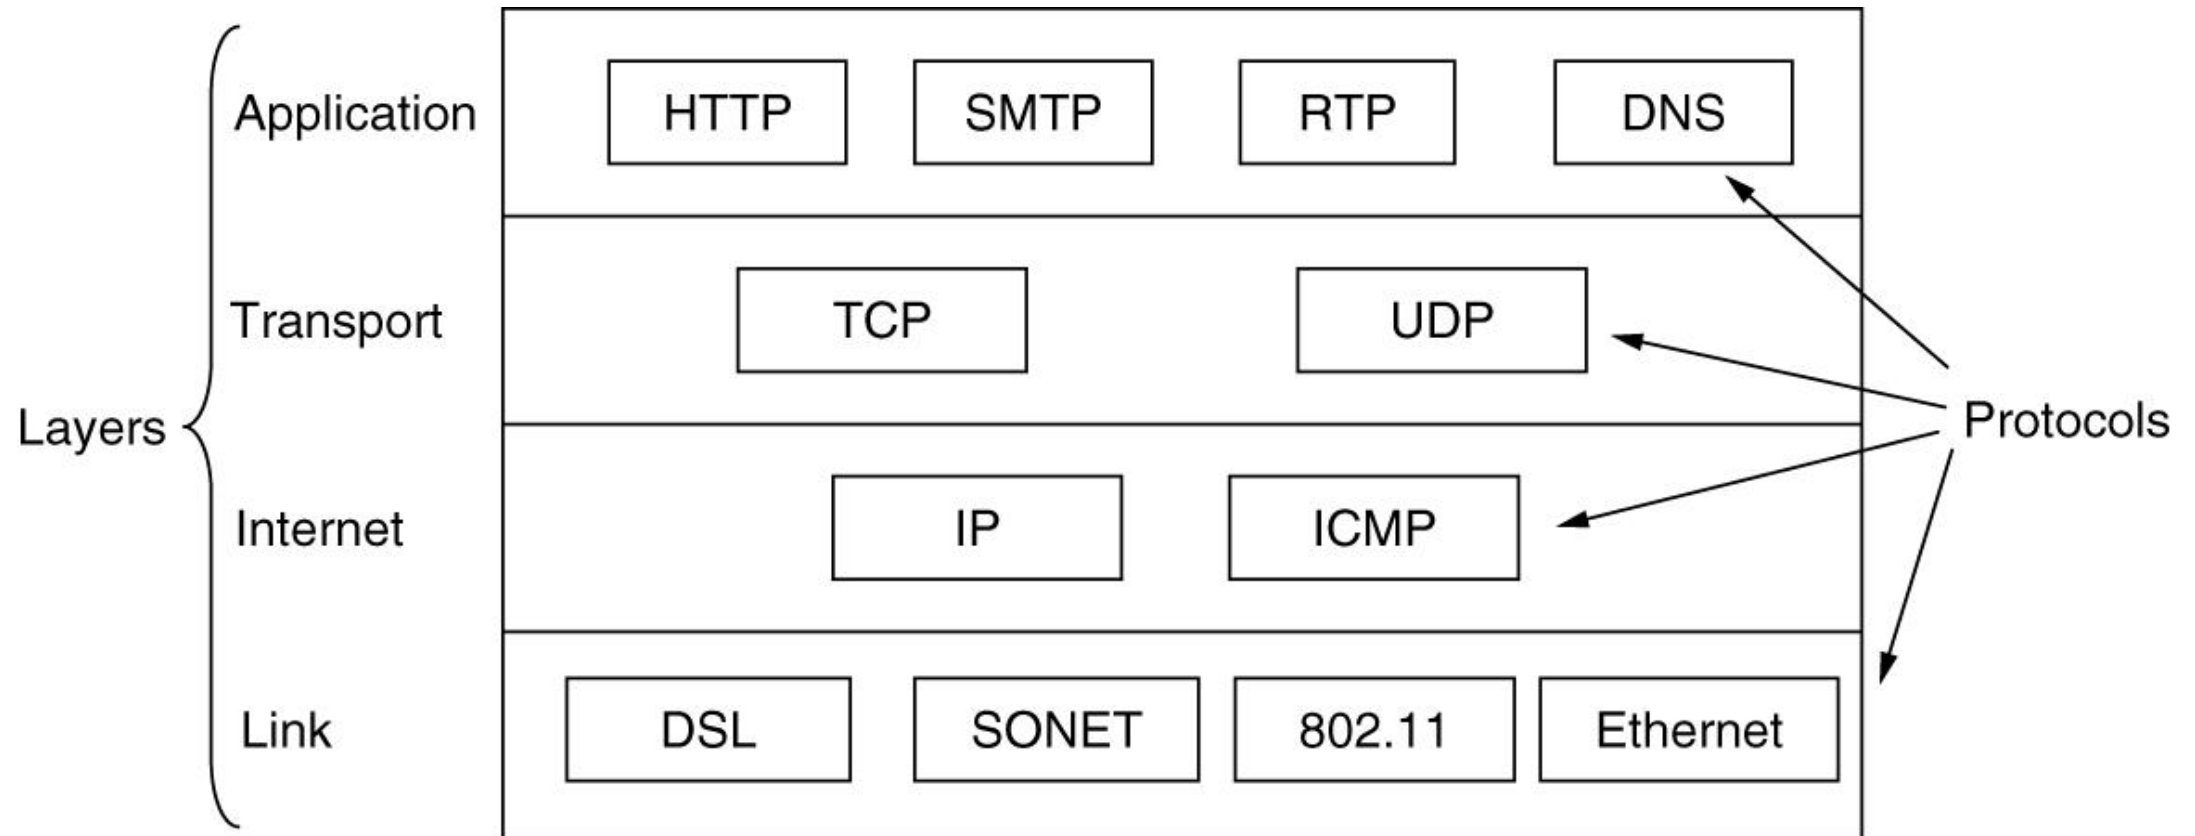 Application HTTP SMTP RTP DNS
Transport TCP UDP
Layers
Protocols
Internet IP ICMP
Link DSL SONET 802.11 Ethernet